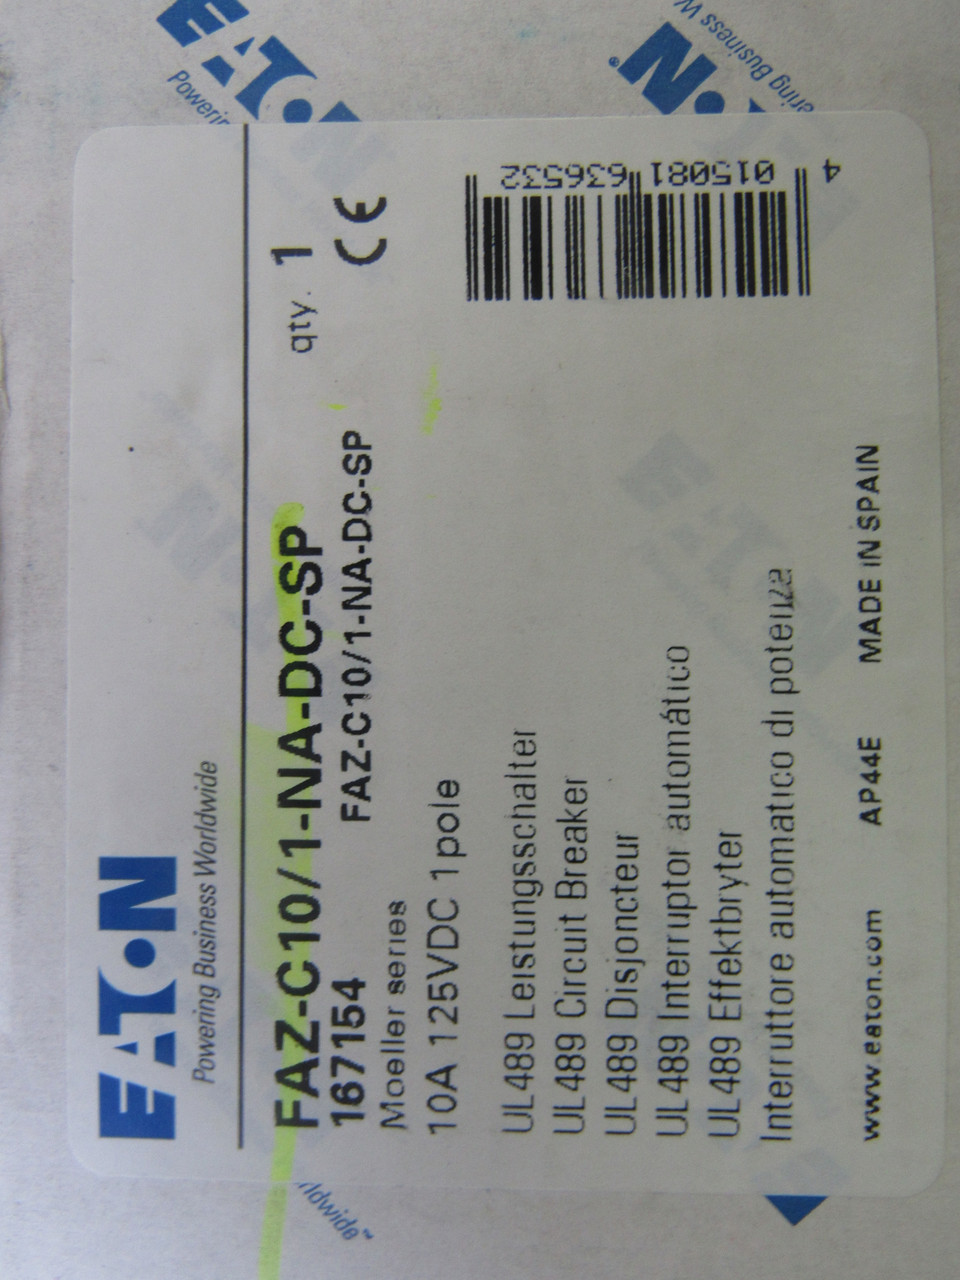 EATON
Powering Business Worldwide
FAZ-C10/1-NA-DC-SP qty. 1
167154 FAZ-C10/1-NA-DC-SP CE
Moeller series
10A 125VDC 1pole
UL489 Leistungsschalter
UL489 Circuit Breaker
UL489 Disjoncteur
UL489 Interruptor automático
UL489 Effektbryter
Interruttore automatico di potenza
4 015081 636532
www.eaton.com AP44E MADE IN SPAIN